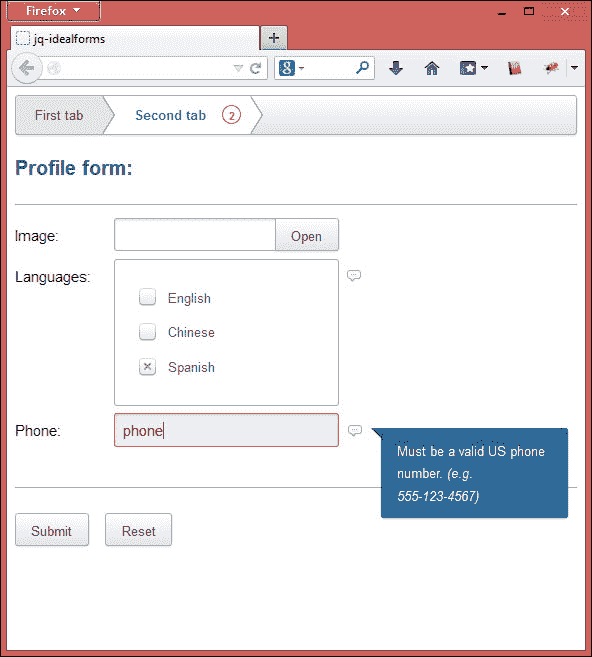 Firefox
jq-idealforms
First tab
Second tab
2
Profile form:
Image:
Open
Languages:
English
Chinese
Spanish
Phone:
phone
Must be a valid US phone
number. (e.g.
555-123-4567)
Submit
Reset